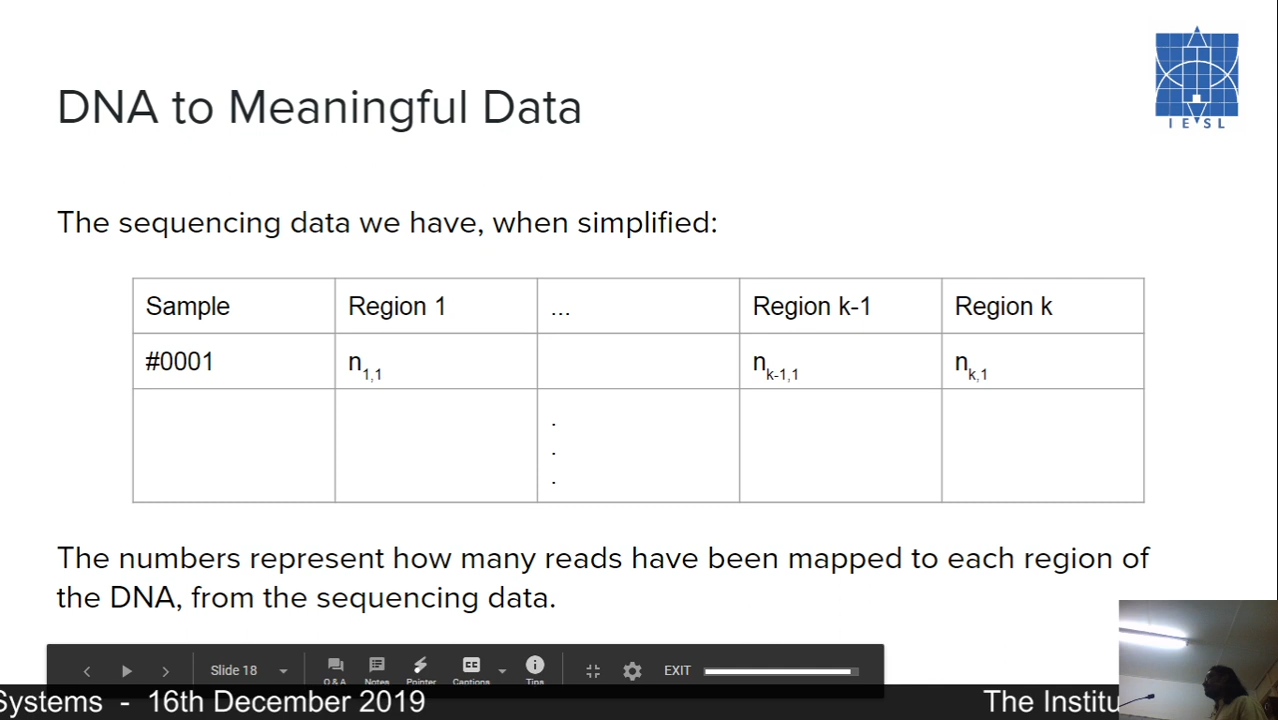 DNA to Meaningful Data
IESL
The sequencing data we have, when simplified:
Sample Region 1 ... Region k-1 Region k
#0001 n1,1 nk-1,1 nk,1
.
.
.
The numbers represent how many reads have been mapped to each region of
the DNA, from the sequencing data.
Slide 18 Q & A Notes Pointer CC Captions Tips EXIT
Systems - 16th December 2019 The Institu